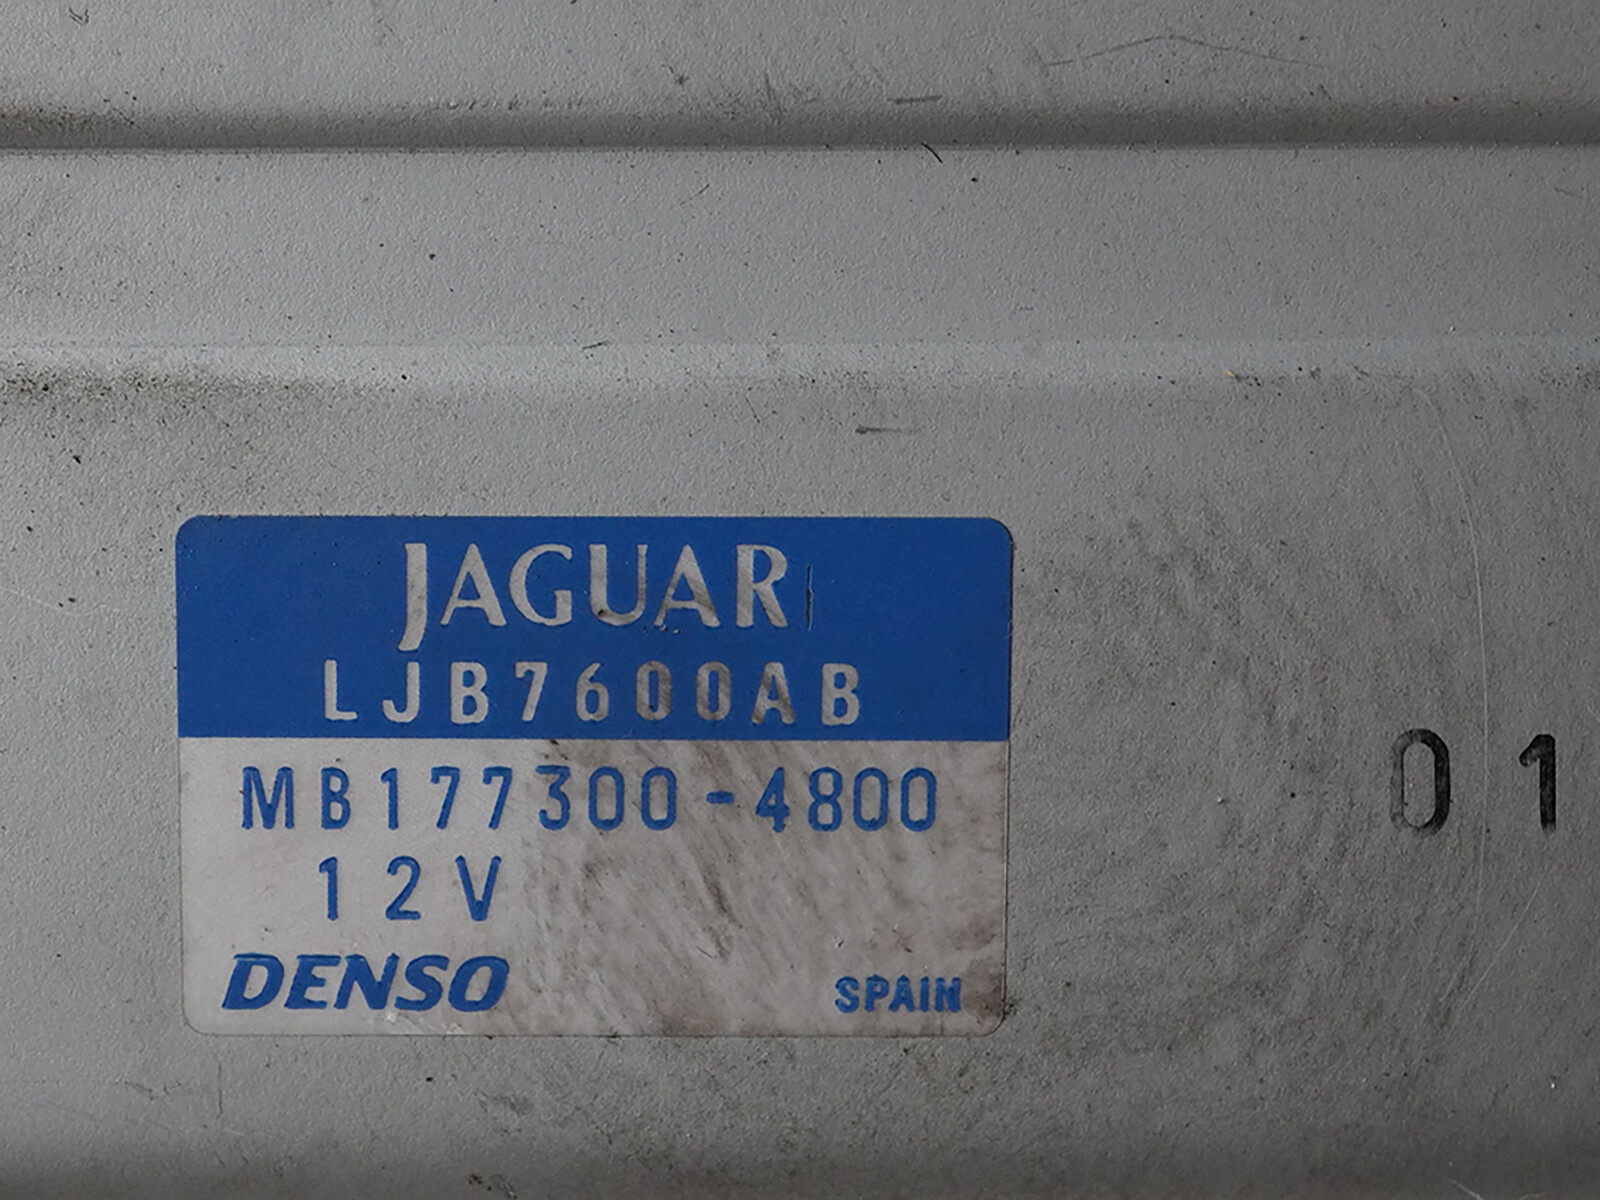 JAGUAR
LJB7600AB
MB177300-4800
12V
DENSO SPAIN
01